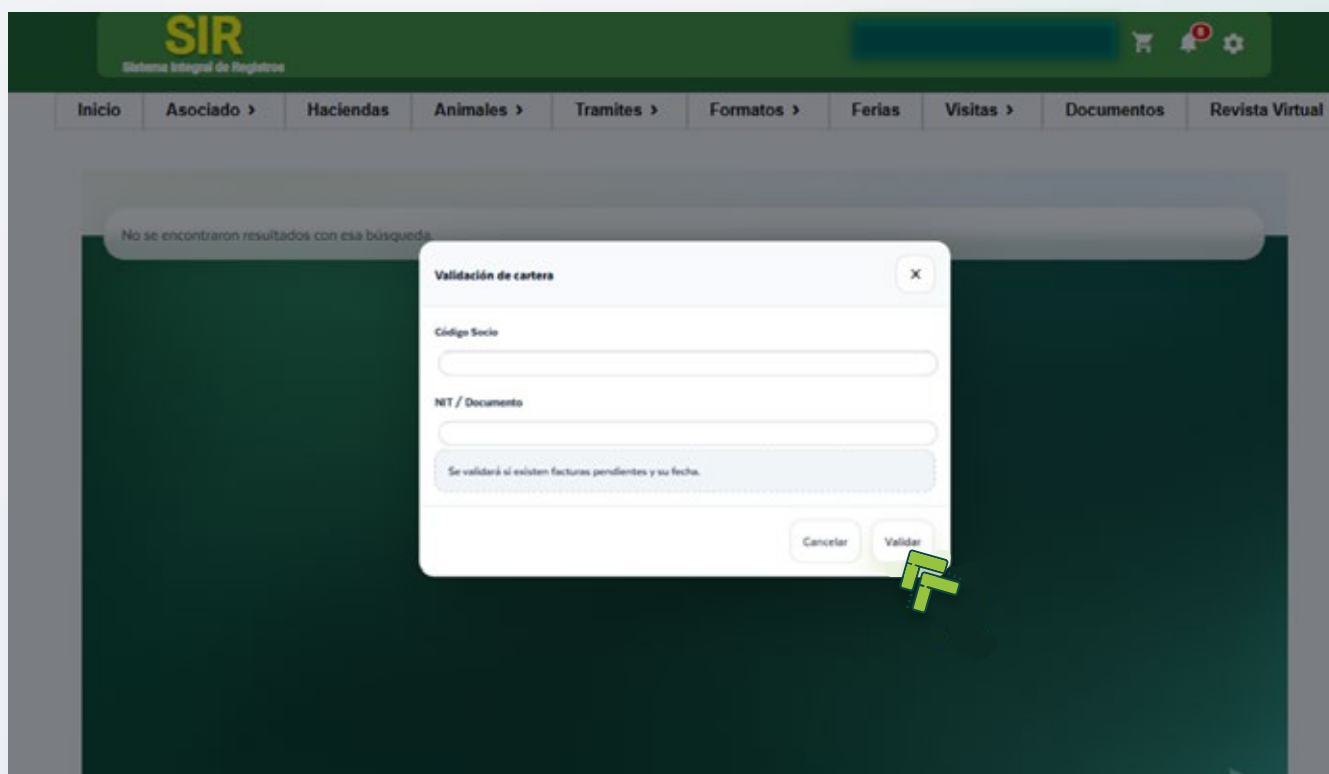 SIR
Sistema Integral de Registros
Inicio
Asociado >
Haciendas
Animales >
Tramites >
Formatos >
Ferias
Visitas >
Documentos
Revista Virtual
No se encontraron resultados con esa búsqueda.
Validación de cartera
×
Código Socio
NIT / Documento
Se validará si existen facturas pendientes y su fecha.
Cancelar
Validar